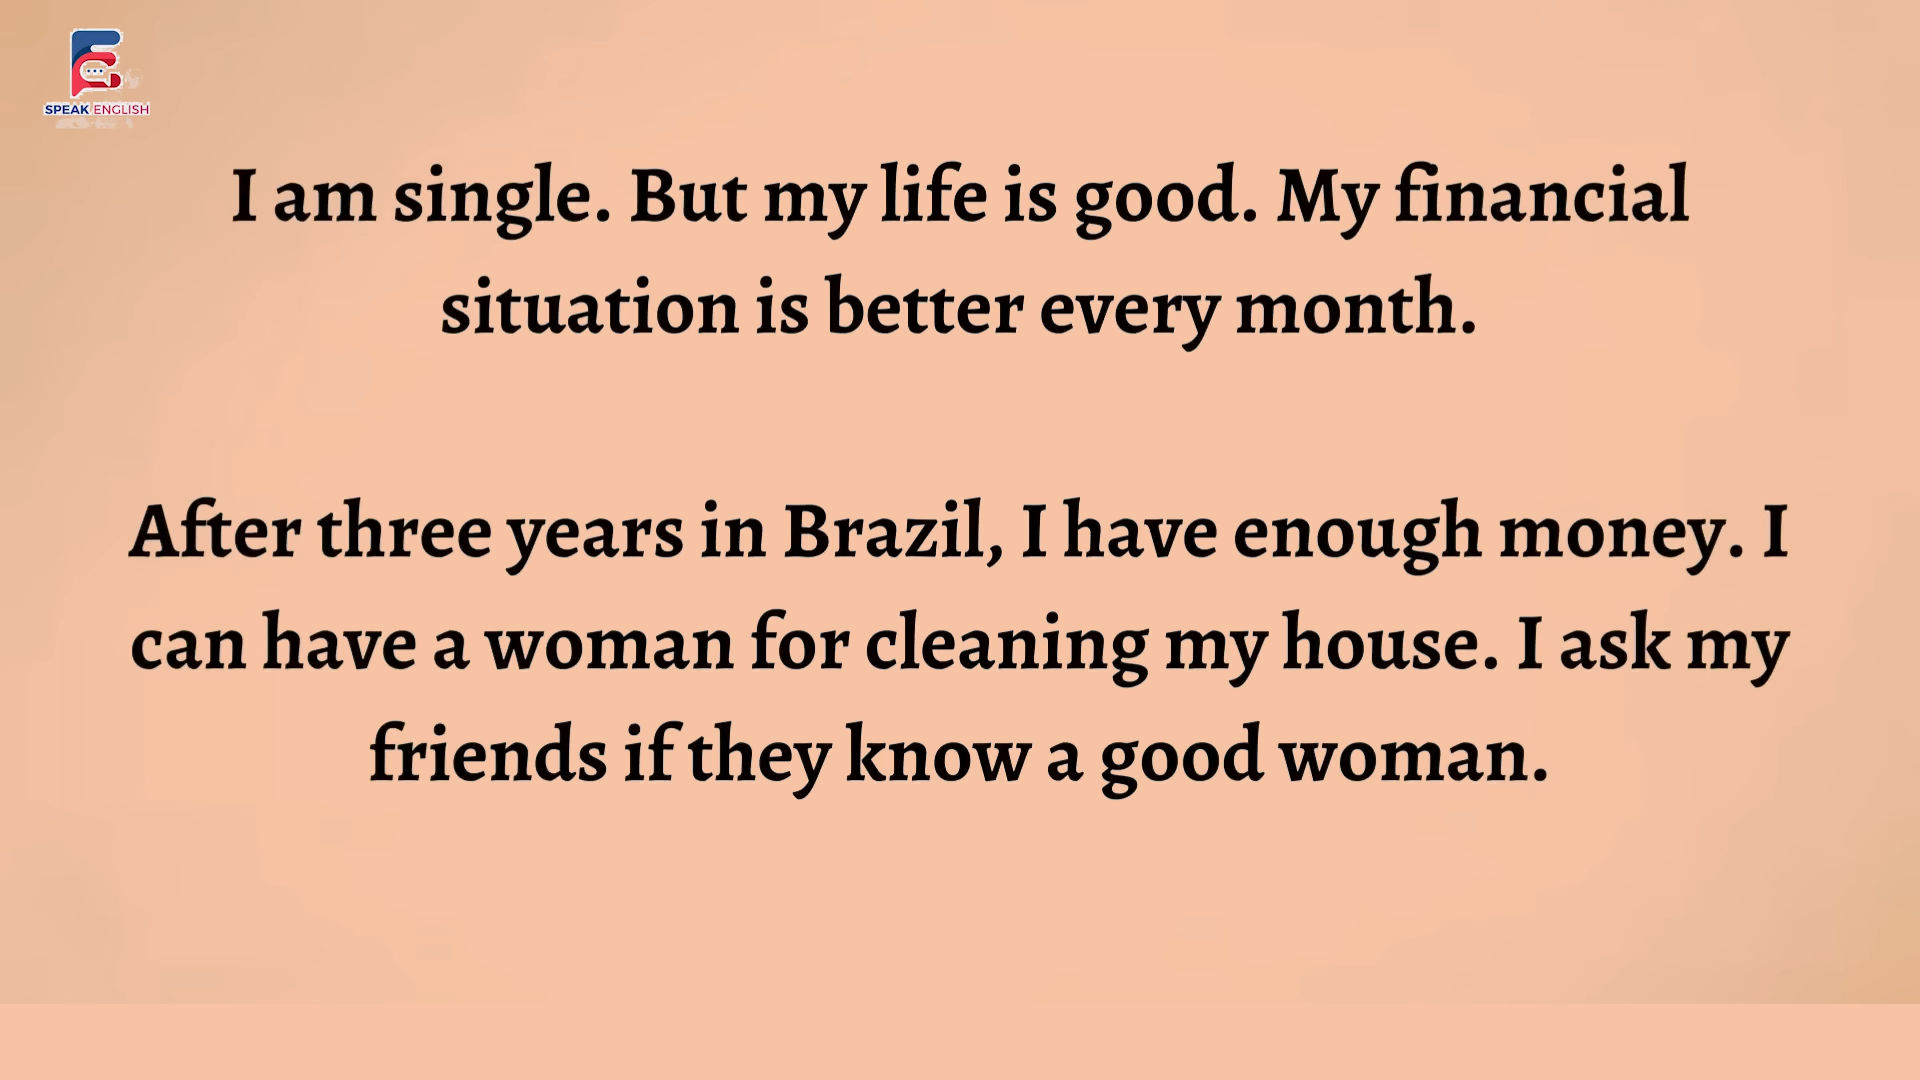 SPEAK ENGLISH
I am single. But my life is good. My financial
situation is better every month.
After three years in Brazil, I have enough money. I
can have a woman for cleaning my house. I ask my
friends if they know a good woman.